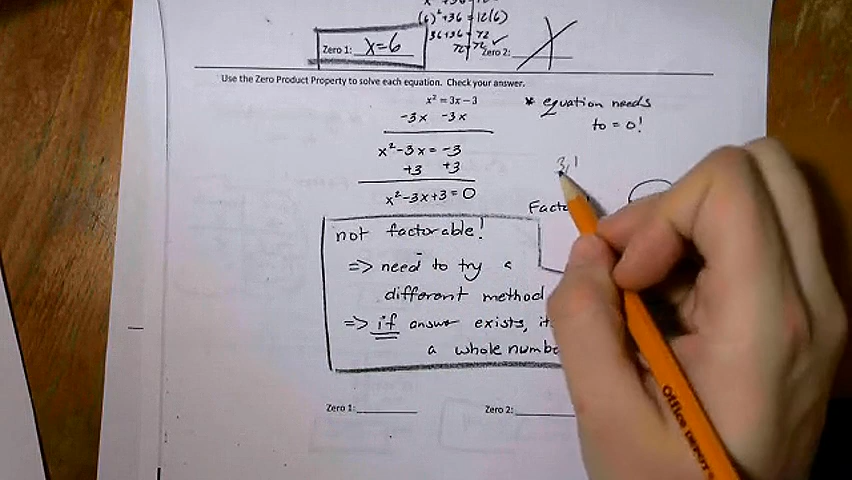 (6)²+36 = 12(6)
36+36 = 72
72=72 ✓
Zero 1: x=6
Zero 2:
Use the Zero Product Property to solve each equation. Check your answer.
x² = 3x − 3
-3x -3x
x²-3x = -3
+3 +3
x²-3x+3 = 0
* equation needs
to = 0!
3, 1
not factorable!
=> need to try a
different method
=> if answer exists,
a whole
Zero 1:
Zero 2:
Office DEPOT